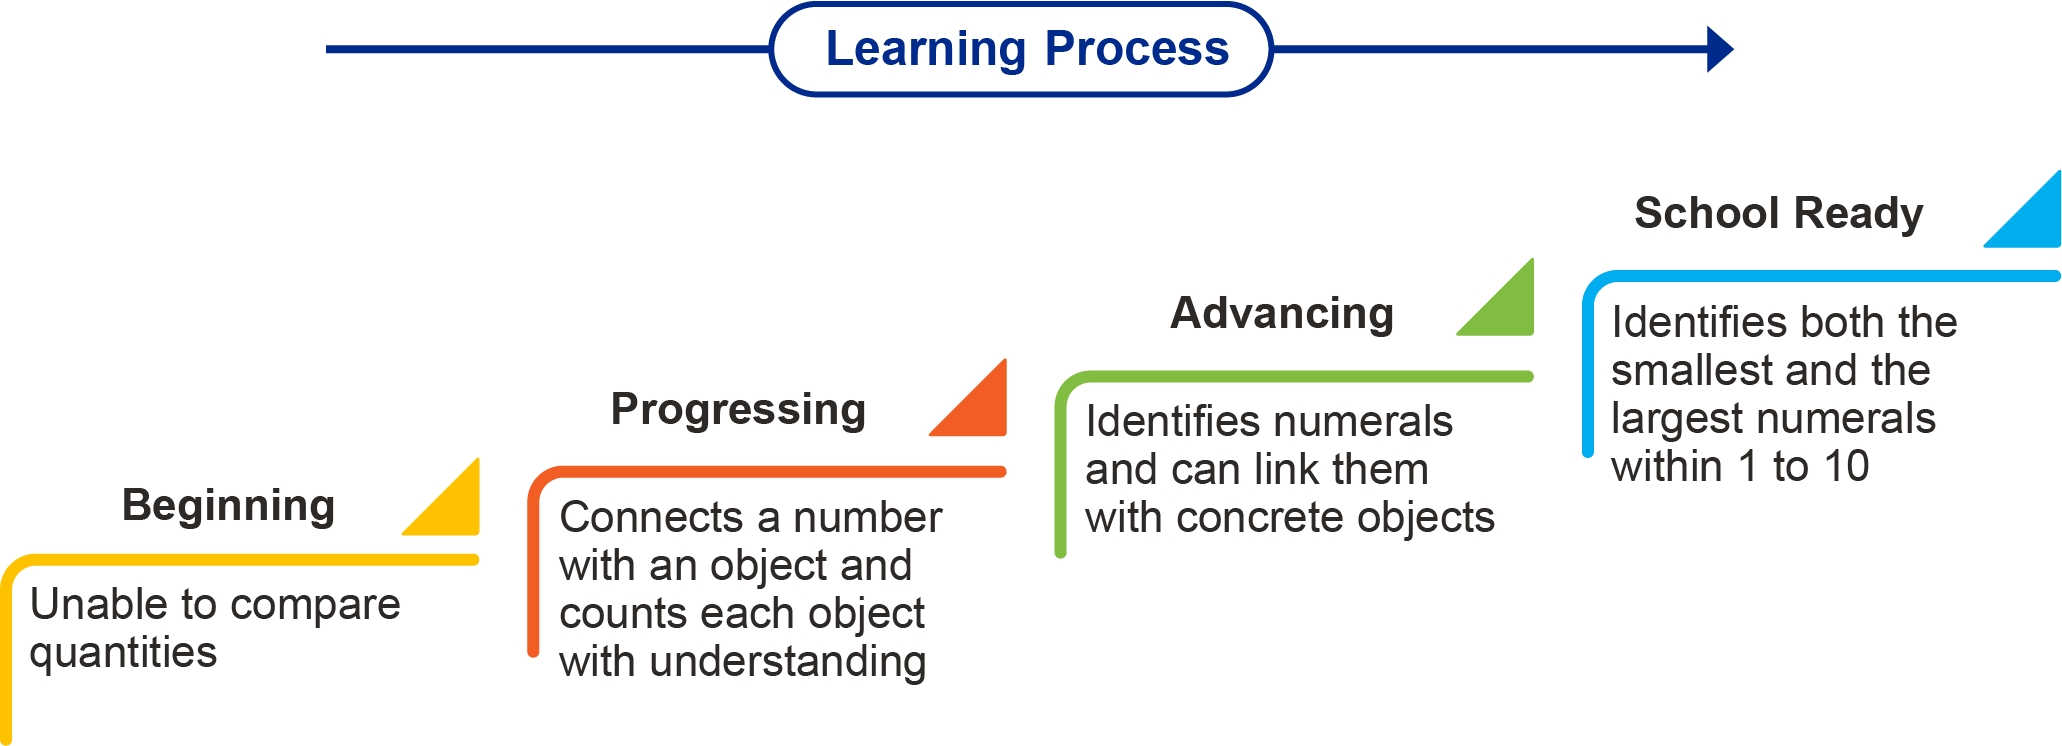 Learning Process
Beginning
Unable to compare
quantities
Progressing
Connects a number
with an object and
counts each object
with understanding
Advancing
Identifies numerals
and can link them
with concrete objects
School Ready
Identifies both the
smallest and the
largest numerals
within 1 to 10